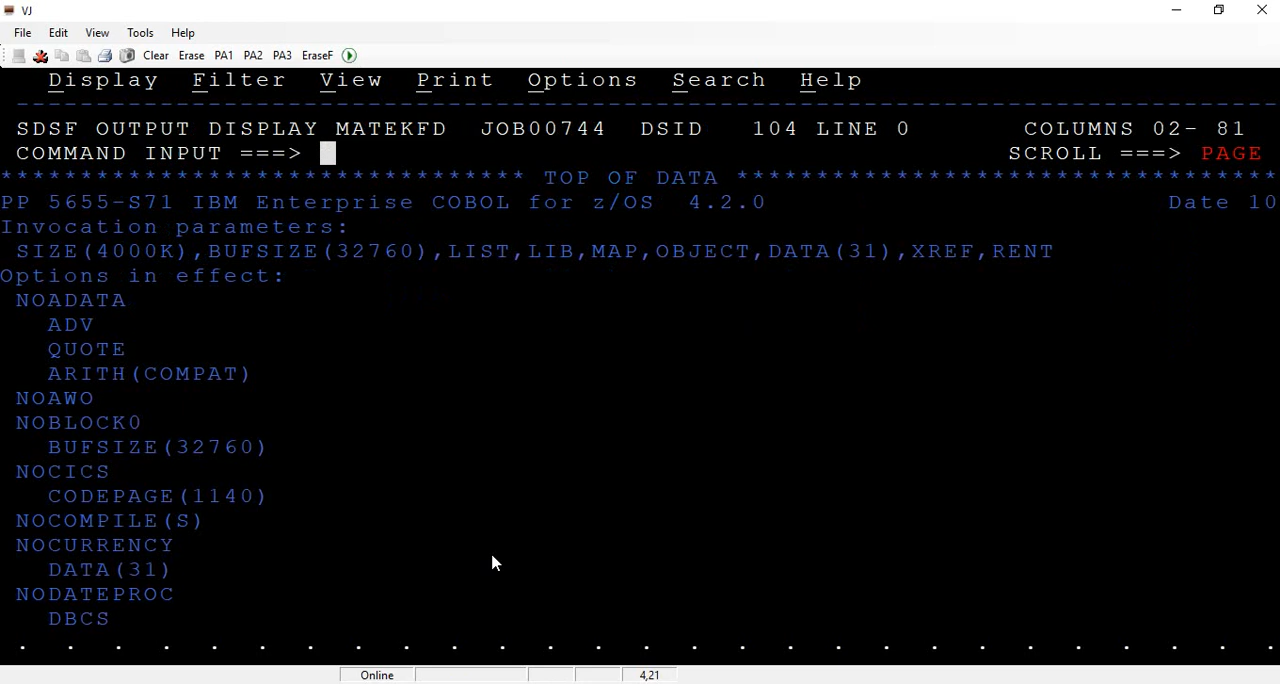 VJ
File Edit View Tools Help
Clear Erase PA1 PA2 PA3 EraseF
Display Filter View Print Options Search Help
--------------------------------------------------------------------------------
SDSF OUTPUT DISPLAY MATEKFD JOB00744 DSID 104 LINE 0 COLUMNS 02- 81
COMMAND INPUT ===> SCROLL ===> PAGE
********************************* TOP OF DATA **********************************
PP 5655-S71 IBM Enterprise COBOL for z/OS 4.2.0 Date 10
Invocation parameters:
SIZE(4000K),BUFSIZE(32760),LIST,LIB,MAP,OBJECT,DATA(31),XREF,RENT
Options in effect:
NOADATA
ADV
QUOTE
ARITH(COMPAT)
NOAWO
NOBLOCK0
BUFSIZE(32760)
NOCICS
CODEPAGE(1140)
NOCOMPILE(S)
NOCURRENCY
DATA(31)
NODATEPROC
DBCS
. . . . . . . . . . . . . . . . . . . . . . . . . . .
Online 4,21